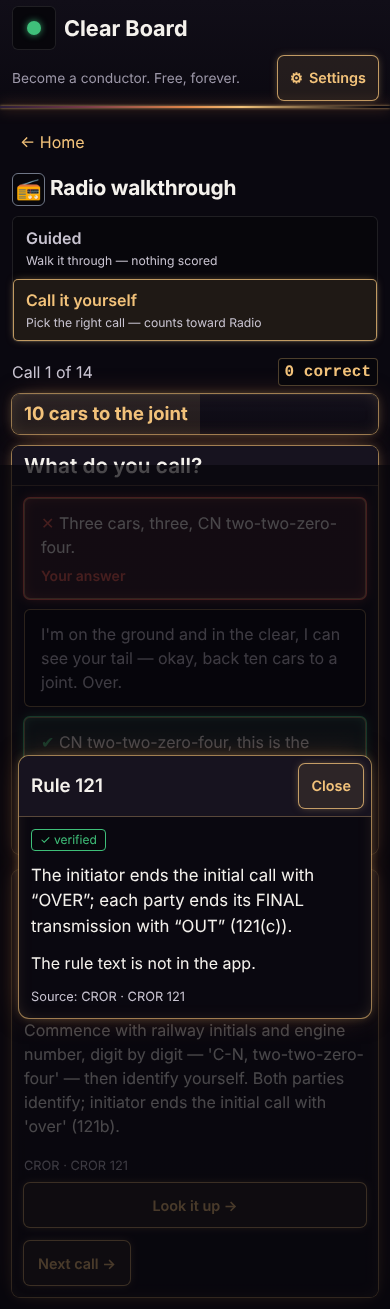 Clear Board
Become a conductor. Free, forever.
⚙ Settings
← Home
📻 Radio walkthrough
Guided
Walk it through — nothing scored
Call it yourself
Pick the right call — counts toward Radio
Call 1 of 14
0 correct
10 cars to the joint
What do you call?
✕ Three cars, three, CN two-two-zero-
four.
Your answer
I'm on the ground and in the clear, I can
see your tail — okay, back ten cars to a
joint. Over.
✔ CN two-two-zero-four, this is the
Rule 121
Close
✓ verified
The initiator ends the initial call with
“OVER”; each party ends its FINAL
transmission with “OUT” (121(c)).
The rule text is not in the app.
Source: CROR · CROR 121
Commence with railway initials and engine
number, digit by digit — 'C-N, two-two-zero-
four' — then identify yourself. Both parties
identify; initiator ends the initial call with
'over' (121b).
CROR · CROR 121
Look it up →
Next call →